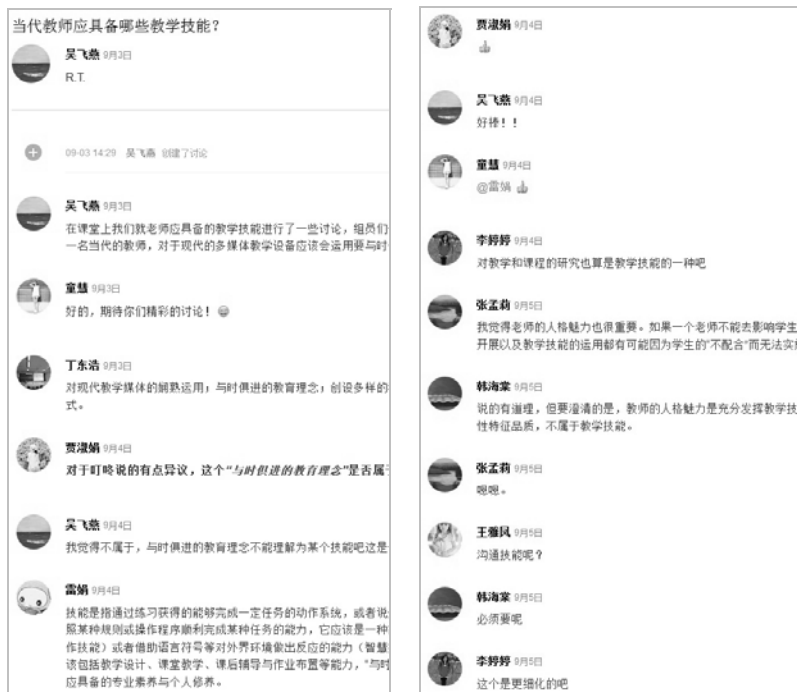 当代教师应具备哪些教学技能？
吴飞燕 9月3日
R.T.
09-03 14:29 吴飞燕 创建了讨论
吴飞燕 9月3日
在课堂上我们就老师应具备的教学技能进行了一些讨论，组员们
一名当代的教师，对于现代的多媒体教学设备应该会运用要与时
童慧 9月3日
好的，期待你们精彩的讨论！
丁东浩 9月3日
对现代教学媒体的娴熟运用；与时俱进的教育理念；创设多样的
式。
贾淑娟 9月4日
对于叮咚说的有点异议，这个“与时俱进的教育理念”是否属于
吴飞燕 9月4日
我觉得不属于，与时俱进的教育理念不能理解为某个技能吧这是
雷娟 9月4日
技能是指通过练习获得的能够完成一定任务的动作系统，或者说
照某种规则或操作程序顺利完成某种任务的能力，它应该是一种
作技能）或者借助语言符号等对外界环境做出反应的能力（智慧
该包括教学设计、课堂教学、课后辅导与作业布置等能力，“与时
应具备的专业素养与个人修养。
贾淑娟 9月4日
吴飞燕 9月4日
好棒！！
童慧 9月4日
@雷娟
李婷婷 9月4日
对教学和课程的研究也算是教学技能的一种吧
张孟莉 9月5日
我觉得老师的人格魅力也很重要。如果一个老师不能去影响学生
开展以及教学技能的运用都有可能因为学生的“不配合”而无法实
韩海棠 9月5日
说的有道理，但要澄清的是，教师的人格魅力是充分发挥教学技
性特征品质，不属于教学技能。
张孟莉 9月5日
嗯嗯。
王雅凤 9月5日
沟通技能呢？
韩海棠 9月5日
必须要呢
李婷婷 9月5日
这个是更细化的吧